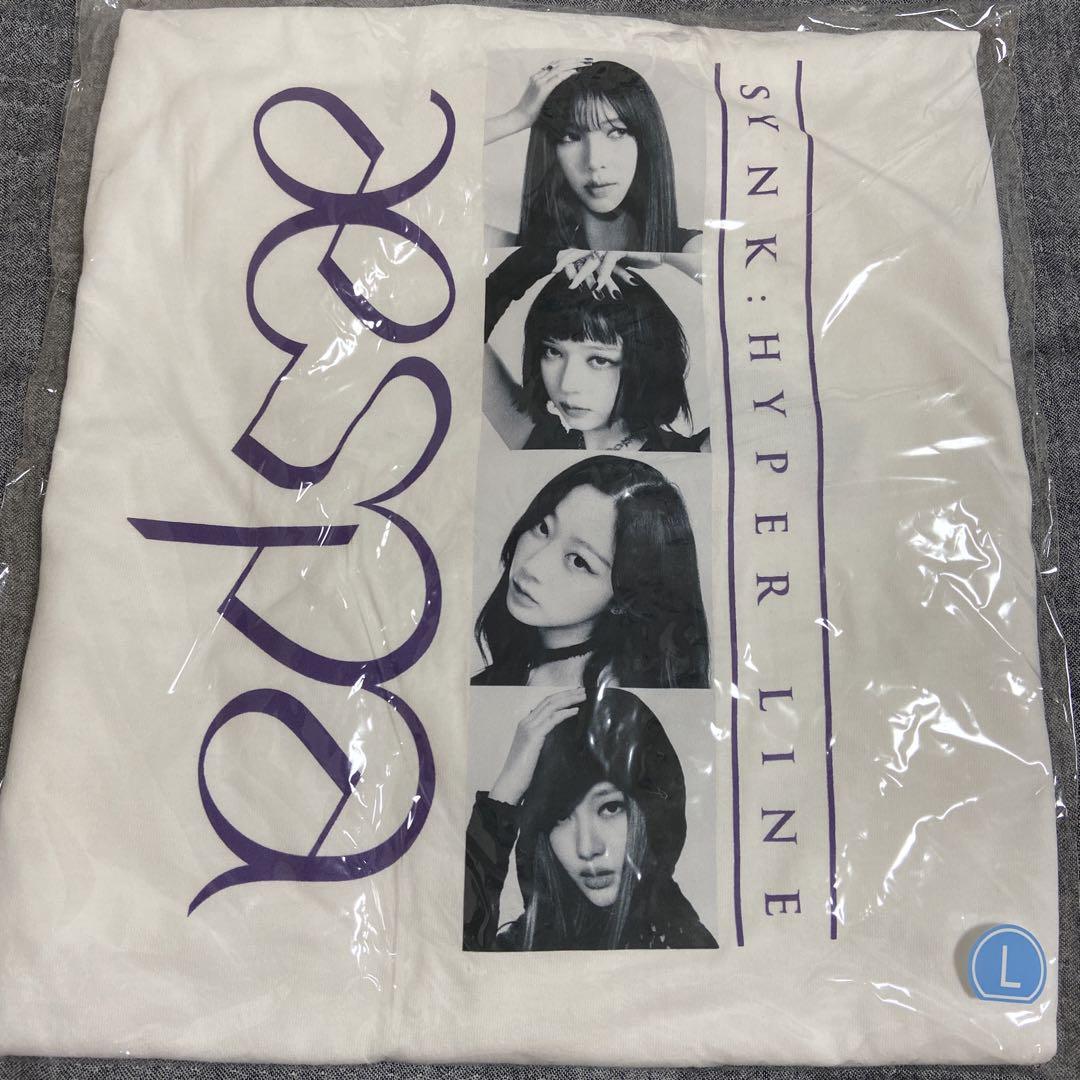 aespa
SYNK : HYPER LINE
L